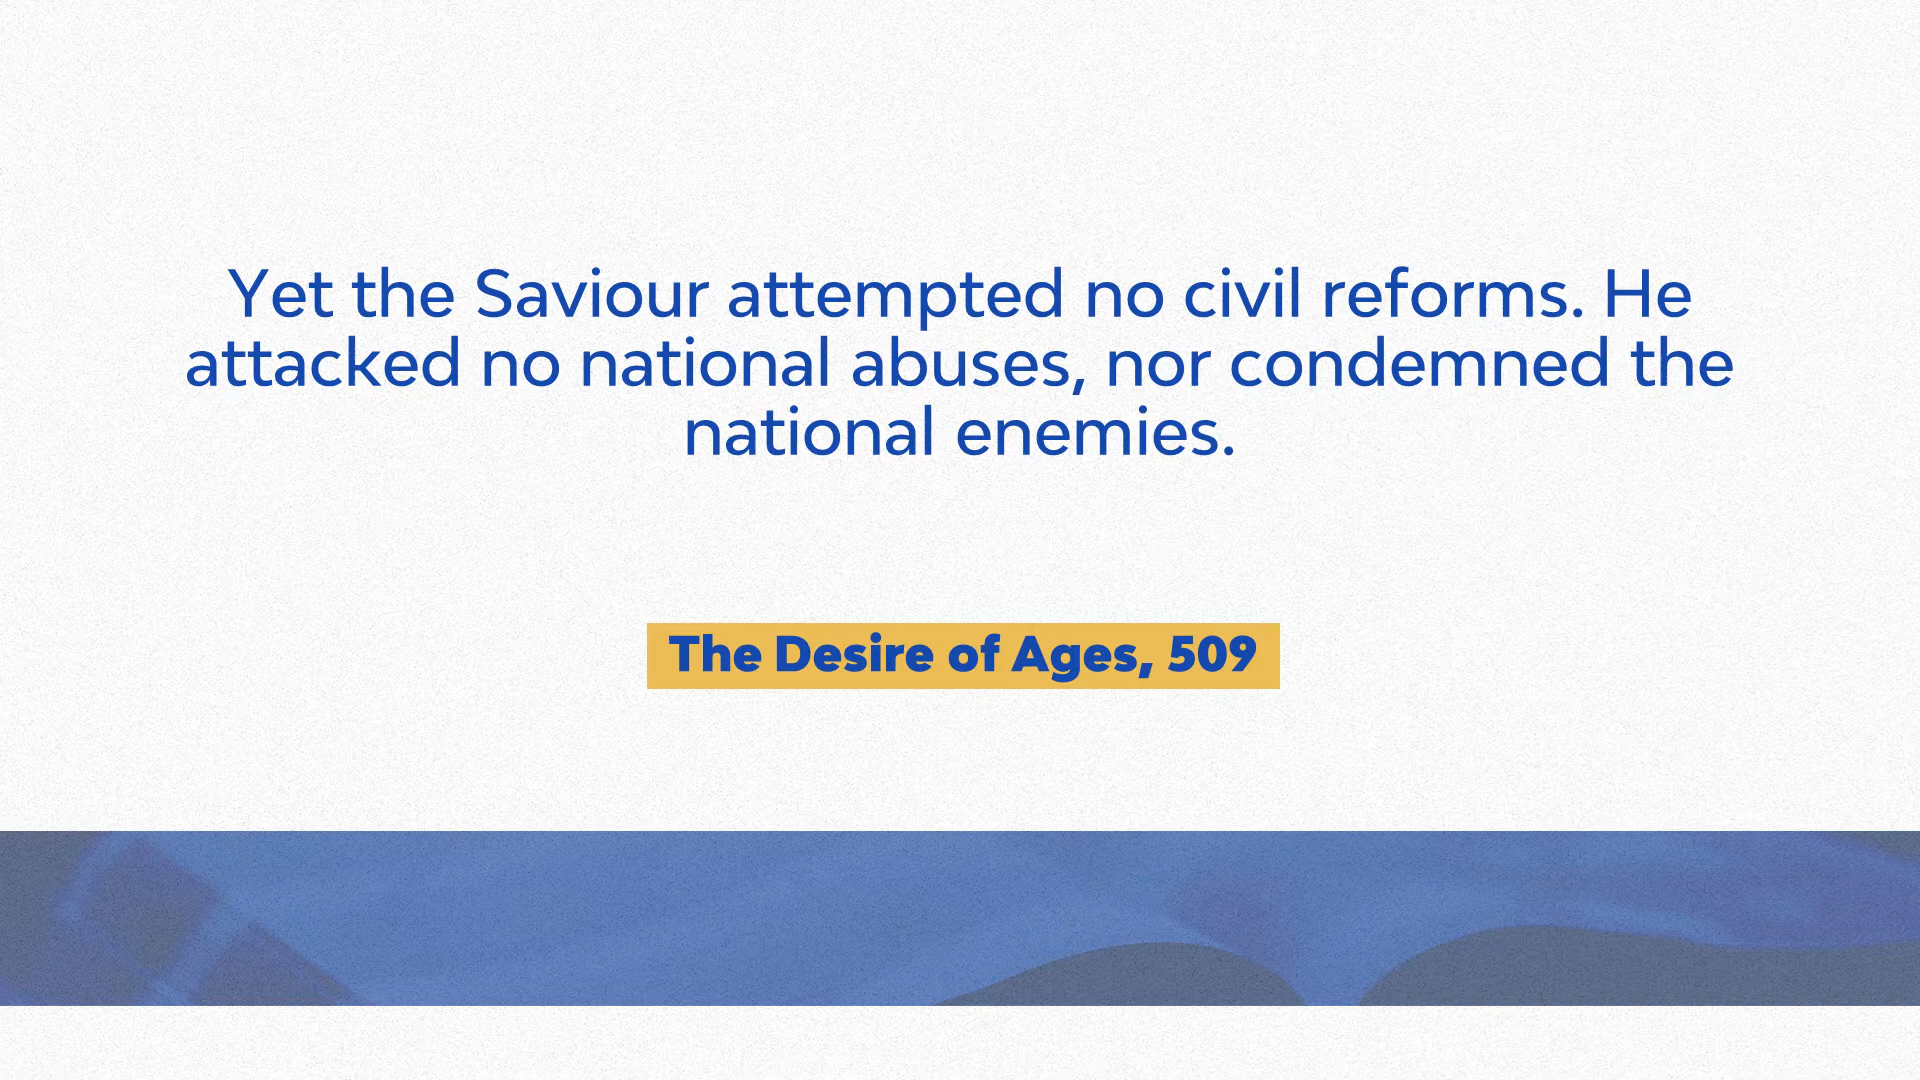 Yet the Saviour attempted no civil reforms. He
attacked no national abuses, nor condemned the
national enemies.
The Desire of Ages, 509